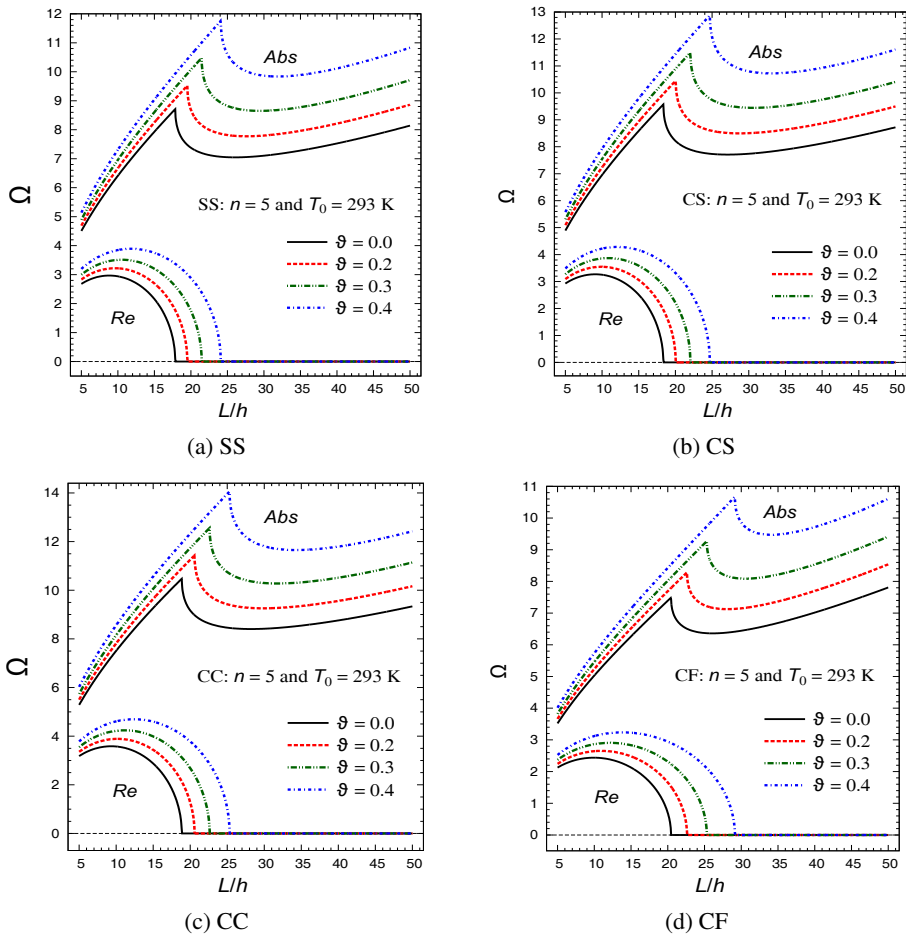 12
11
10
9
8
7
6
5
4
3
2
1
0
Ω
Abs
SS: n = 5 and T0 = 293 K
ϑ = 0.0
ϑ = 0.2
ϑ = 0.3
ϑ = 0.4
Re
5 10 15 20 25 30 35 40 45 50
L/h
(a) SS
13
12
11
10
9
8
7
6
5
4
3
2
1
0
Ω
Abs
CS: n = 5 and T0 = 293 K
ϑ = 0.0
ϑ = 0.2
ϑ = 0.3
ϑ = 0.4
Re
5 10 15 20 25 30 35 40 45 50
L/h
(b) CS
14
12
10
8
6
4
2
0
Ω
Abs
CC: n = 5 and T0 = 293 K
ϑ = 0.0
ϑ = 0.2
ϑ = 0.3
ϑ = 0.4
Re
5 10 15 20 25 30 35 40 45 50
L/h
(c) CC
11
10
9
8
7
6
5
4
3
2
1
0
Ω
Abs
CF: n = 5 and T0 = 293 K
ϑ = 0.0
ϑ = 0.2
ϑ = 0.3
ϑ = 0.4
Re
5 10 15 20 25 30 35 40 45 50
L/h
(d) CF